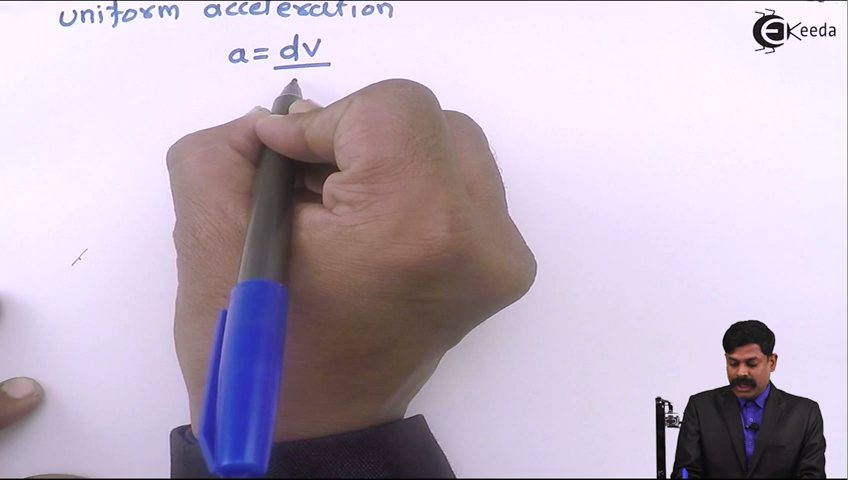 uniform acceleration
a = dv
EKeeda